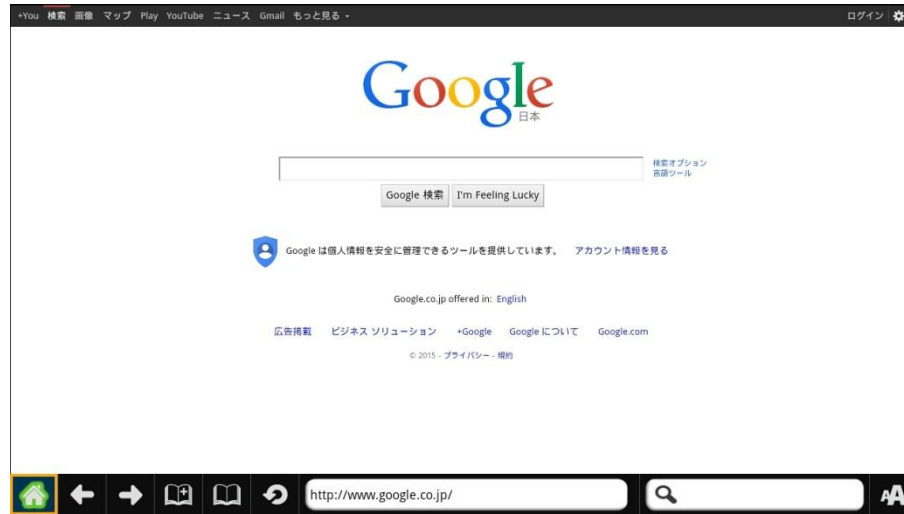 +You 検索 画像 マップ Play YouTube ニュース Gmail もっと見る ログイン
Google
日本
検索オプション
言語ツール
Google 検索 I'm Feeling Lucky
Google は個人情報を安全に管理できるツールを提供しています。 アカウント情報を見る
Google.co.jp offered in: English
広告掲載 ビジネス ソリューション +Google Google について Google.com
© 2015 - プライバシー - 規約
http://www.google.co.jp/ AA